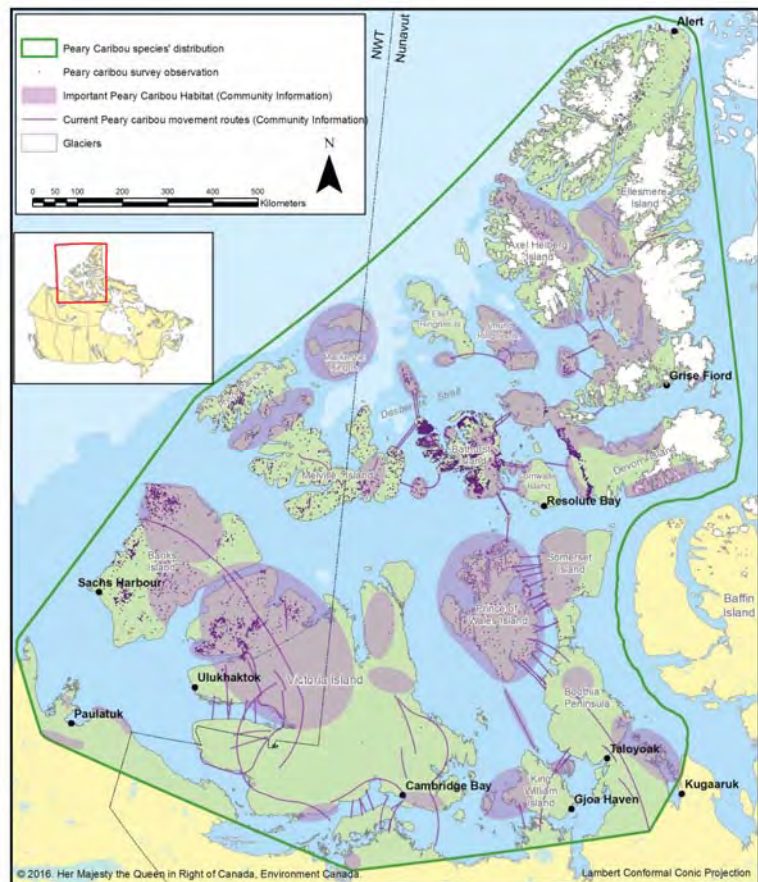 Peary Caribou species' distribution
Peary caribou survey observation
Important Peary Caribou Habitat (Community Information)
Current Peary caribou movement routes (Community Information)
Glaciers
N
0 50 100 200 300 400 500
Kilometers
NWT
Nunavut
Alert
Ellesmere
Island
Axel Heiberg
Island
Ellef
Ringnes Is
Mackenzie
Grise Fiord
Melville Island
Devon Island
Cornwallis
Island
Resolute Bay
Banks
Island
Somerset
Island
Sachs Harbour
Prince of
Wales Island
Baffin
Island
Ulukhaktok
Victoria Island
Boothia
Peninsula
Paulatuk
Taloyoak
Cambridge Bay
King
William
Island
Kugaaruk
Gjoa Haven
© 2016. Her Majesty the Queen in Right of Canada, Environment Canada.
Lambert Conformal Conic Projection